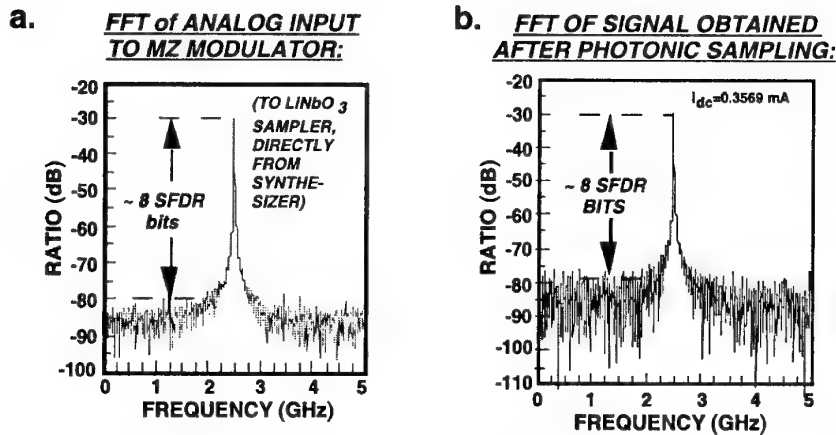 a.
FFT of ANALOG INPUT
TO MZ MODULATOR:
-20
-30
-40
-50
-60
-70
-80
-90
-100
RATIO (dB)
(TO LiNbO3
SAMPLER,
DIRECTLY
FROM
SYNTHE-
SIZER)
~ 8 SFDR
bits
0
1
2
3
4
5
FREQUENCY (GHz)
b.
FFT OF SIGNAL OBTAINED
AFTER PHOTONIC SAMPLING:
-20
-30
-40
-50
-60
-70
-80
-90
-100
-110
RATIO (dB)
Idc=0.3569 mA
~ 8 SFDR
BITS
0
1
2
3
4
5
FREQUENCY (GHz)